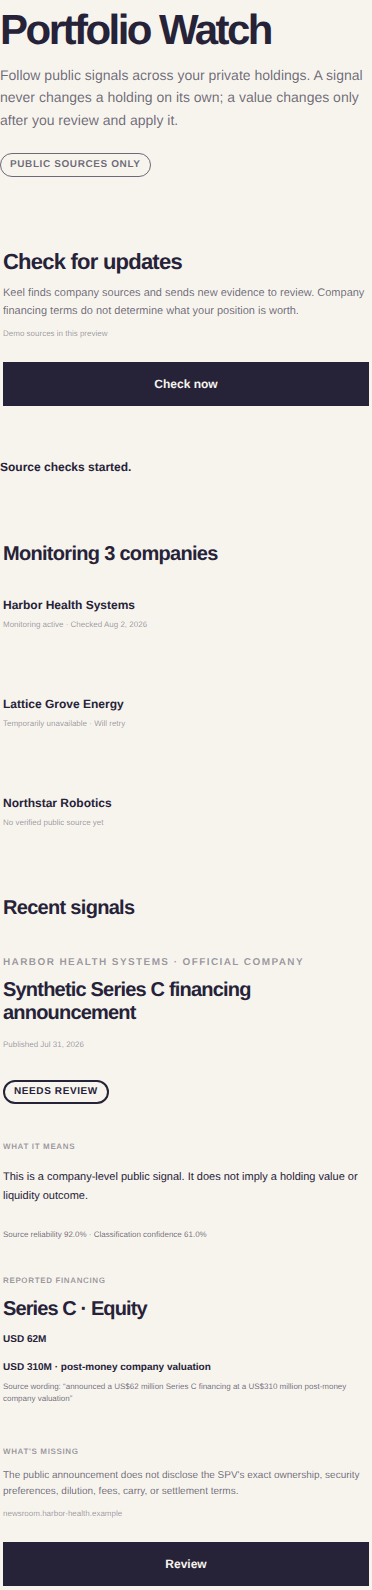 Portfolio Watch
Follow public signals across your private holdings. A signal
never changes a holding on its own; a value changes only
after you review and apply it.
PUBLIC SOURCES ONLY
Check for updates
Keel finds company sources and sends new evidence to review. Company
financing terms do not determine what your position is worth.
Demo sources in this preview
Check now
Source checks started.
Monitoring 3 companies
Harbor Health Systems
Monitoring active · Checked Aug 2, 2026
Lattice Grove Energy
Temporarily unavailable · Will retry
Northstar Robotics
No verified public source yet
Recent signals
HARBOR HEALTH SYSTEMS · OFFICIAL COMPANY
Synthetic Series C financing
announcement
Published Jul 31, 2026
NEEDS REVIEW
WHAT IT MEANS
This is a company-level public signal. It does not imply a holding value or
liquidity outcome.
Source reliability 92.0% · Classification confidence 61.0%
REPORTED FINANCING
Series C · Equity
USD 62M
USD 310M · post-money company valuation
Source wording: “announced a US$62 million Series C financing at a US$310 million post-money
company valuation”
WHAT'S MISSING
The public announcement does not disclose the SPV's exact ownership, security
preferences, dilution, fees, carry, or settlement terms.
newsroom.harbor-health.example
Review